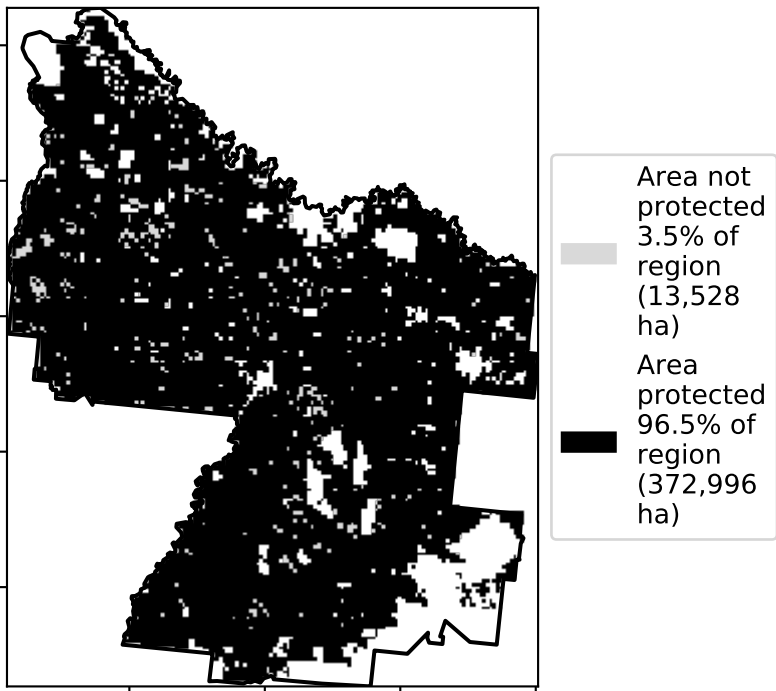 Area not
protected
3.5% of
region
(13,528
ha)
Area
protected
96.5% of
region
(372,996
ha)